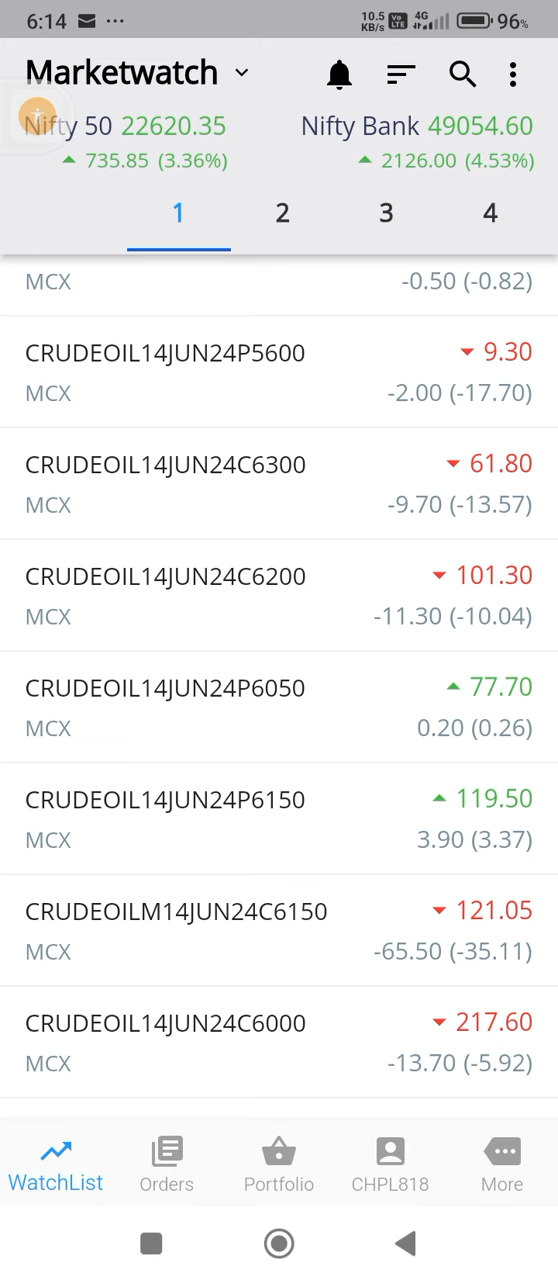 6:14 ... 10.5 KB/s Vo LTE 4G 96%
Marketwatch
Nifty 50 22620.35 Nifty Bank 49054.60
735.85 (3.36%) 2126.00 (4.53%)
1 2 3 4
MCX -0.50 (-0.82)
CRUDEOIL14JUN24P5600 9.30
MCX -2.00 (-17.70)
CRUDEOIL14JUN24C6300 61.80
MCX -9.70 (-13.57)
CRUDEOIL14JUN24C6200 101.30
MCX -11.30 (-10.04)
CRUDEOIL14JUN24P6050 77.70
MCX 0.20 (0.26)
CRUDEOIL14JUN24P6150 119.50
MCX 3.90 (3.37)
CRUDEOILM14JUN24C6150 121.05
MCX -65.50 (-35.11)
CRUDEOIL14JUN24C6000 217.60
MCX -13.70 (-5.92)
WatchList Orders Portfolio CHPL818 More